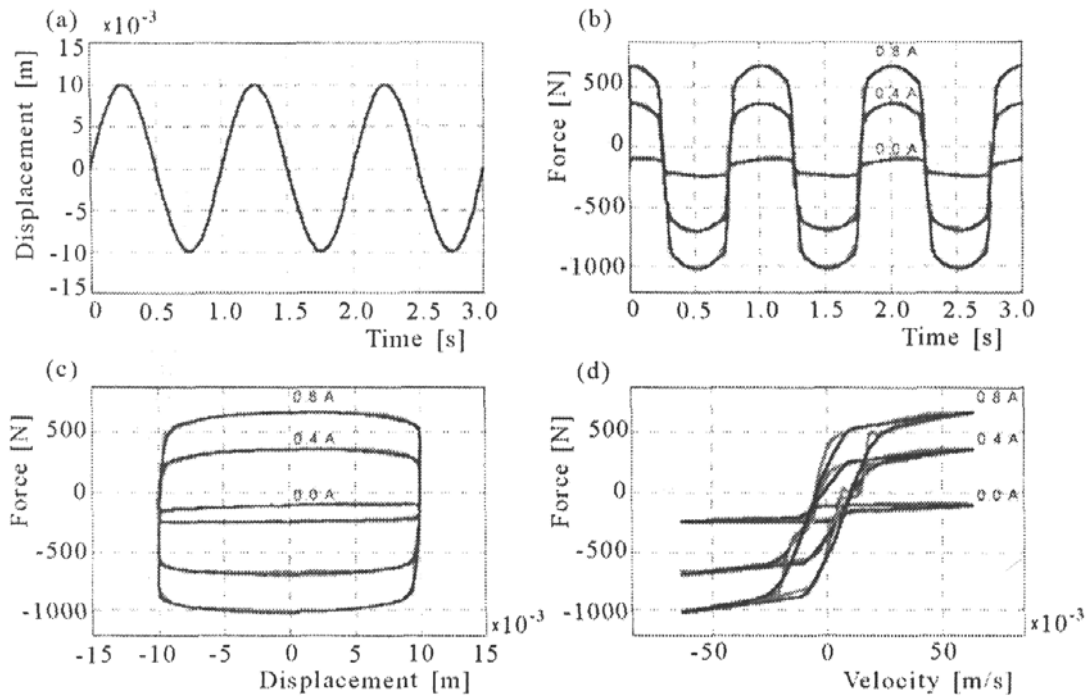 (a) ×10⁻³
15
10
5
0
-5
-10
-15
Displacement [m]
0 0.5 1.0 1.5 2.0 2.5 3.0
Time [s]
(b)
0.8 A
0.4 A
0.0 A
500
0
-500
-1000
Force [N]
0 0.5 1.0 1.5 2.0 2.5 3.0
Time [s]
(c)
0.8 A
0.4 A
0.0 A
500
0
-500
-1000
Force [N]
×10⁻³
-15 -10 -5 0 5 10 15
Displacement [m]
(d)
0.8 A
0.4 A
0.0 A
500
0
-500
-1000
Force [N]
×10⁻³
-50 0 50
Velocity [m/s]